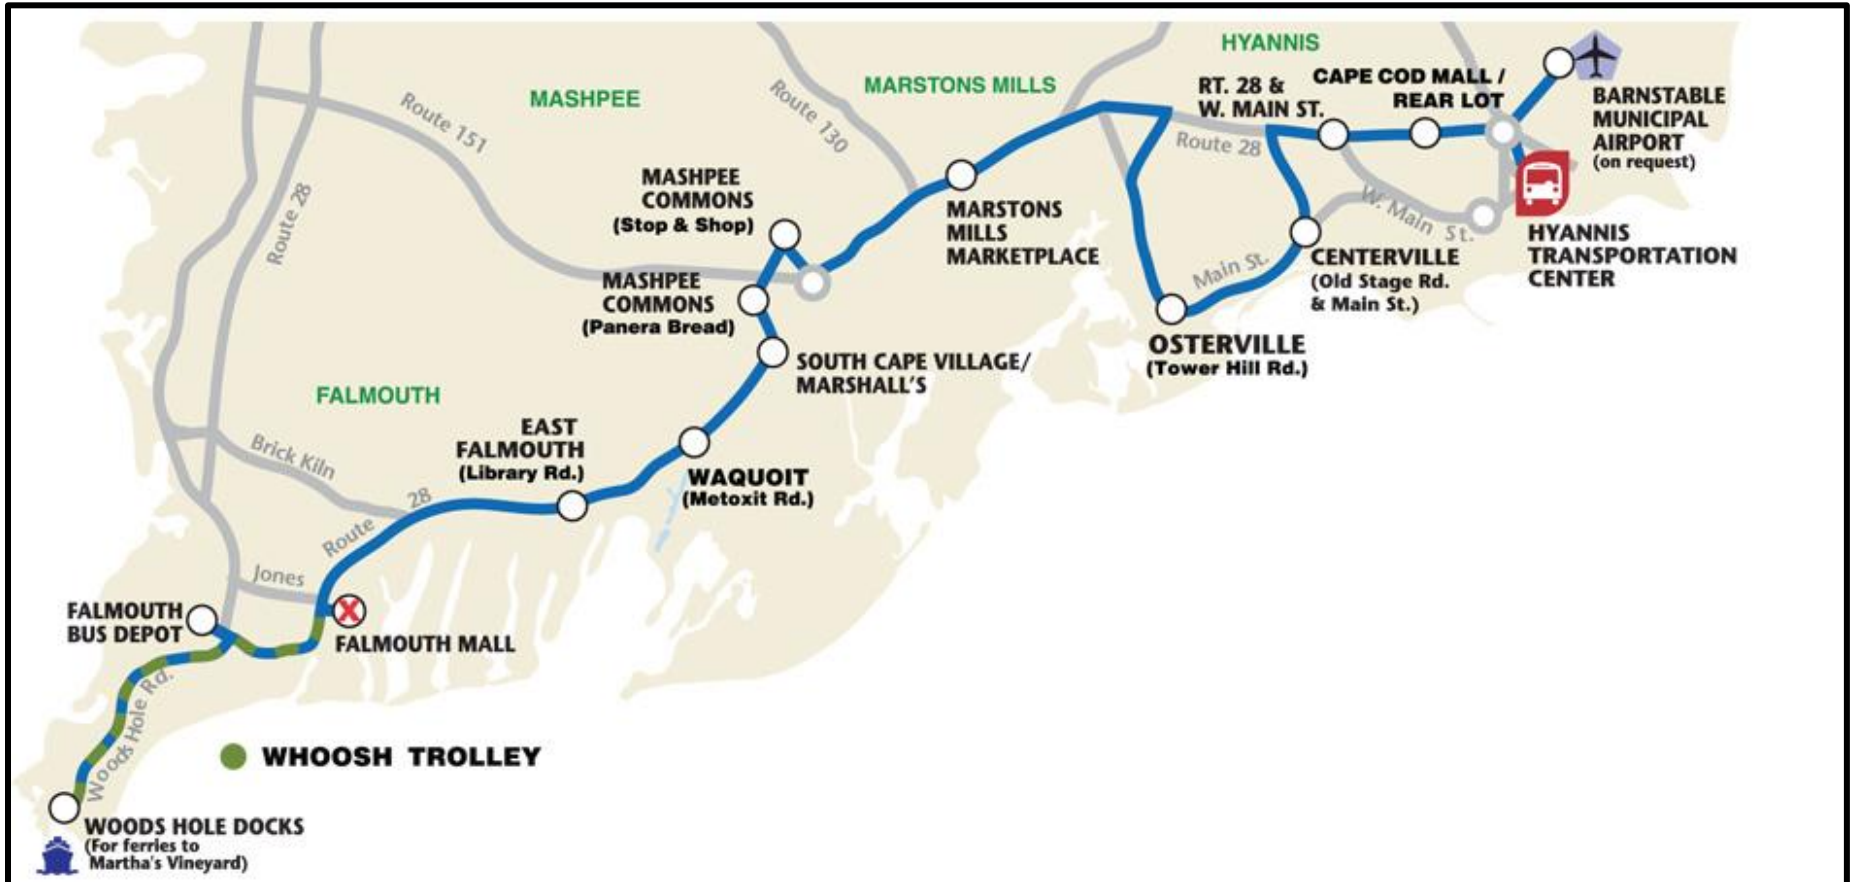 HYANNIS
MASHPEE
MARSTONS MILLS
FALMOUTH
Route 151
Route 130
Route 28
Route 28
RT. 28 &
W. MAIN ST.
CAPE COD MALL /
REAR LOT
BARNSTABLE
MUNICIPAL
AIRPORT
(on request)
W. Main St.
HYANNIS
TRANSPORTATION
CENTER
CENTERVILLE
(Old Stage Rd.
& Main St.)
Main St.
OSTERVILLE
(Tower Hill Rd.)
MARSTONS
MILLS
MARKETPLACE
MASHPEE
COMMONS
(Stop & Shop)
MASHPEE
COMMONS
(Panera Bread)
SOUTH CAPE VILLAGE/
MARSHALL'S
EAST
FALMOUTH
(Library Rd.)
WAQUOIT
(Metoxit Rd.)
Brick Kiln
Route 28
Jones
FALMOUTH
BUS DEPOT
X
FALMOUTH MALL
Woods Hole Rd.
WHOOSH TROLLEY
WOODS HOLE DOCKS
(For ferries to
Martha's Vineyard)